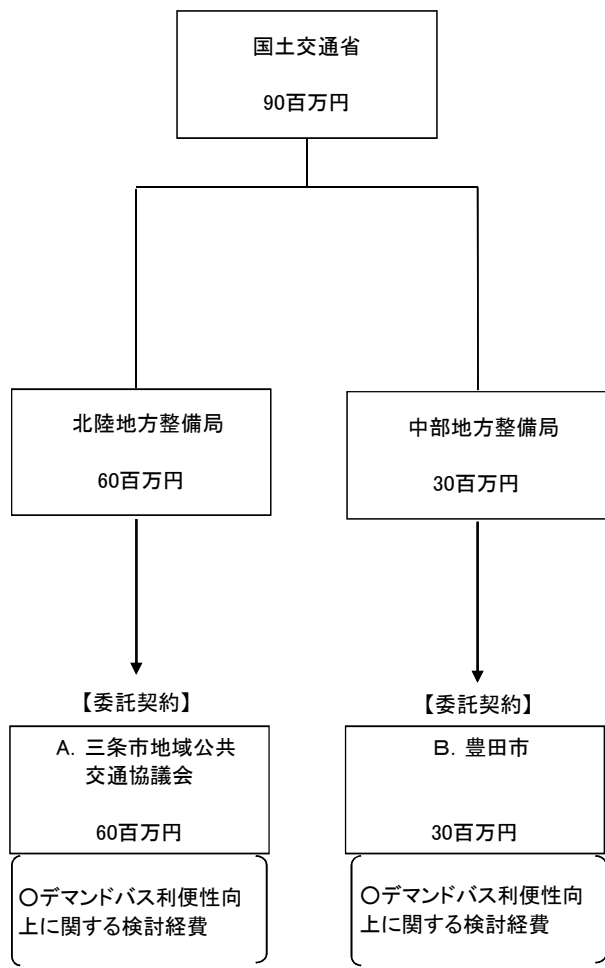 国土交通省
90百万円
北陸地方整備局
60百万円
中部地方整備局
30百万円
【委託契約】
A．三条市地域公共
交通協議会
60百万円
○デマンドバス利便性向
上に関する検討経費
【委託契約】
B．豊田市
30百万円
○デマンドバス利便性向
上に関する検討経費